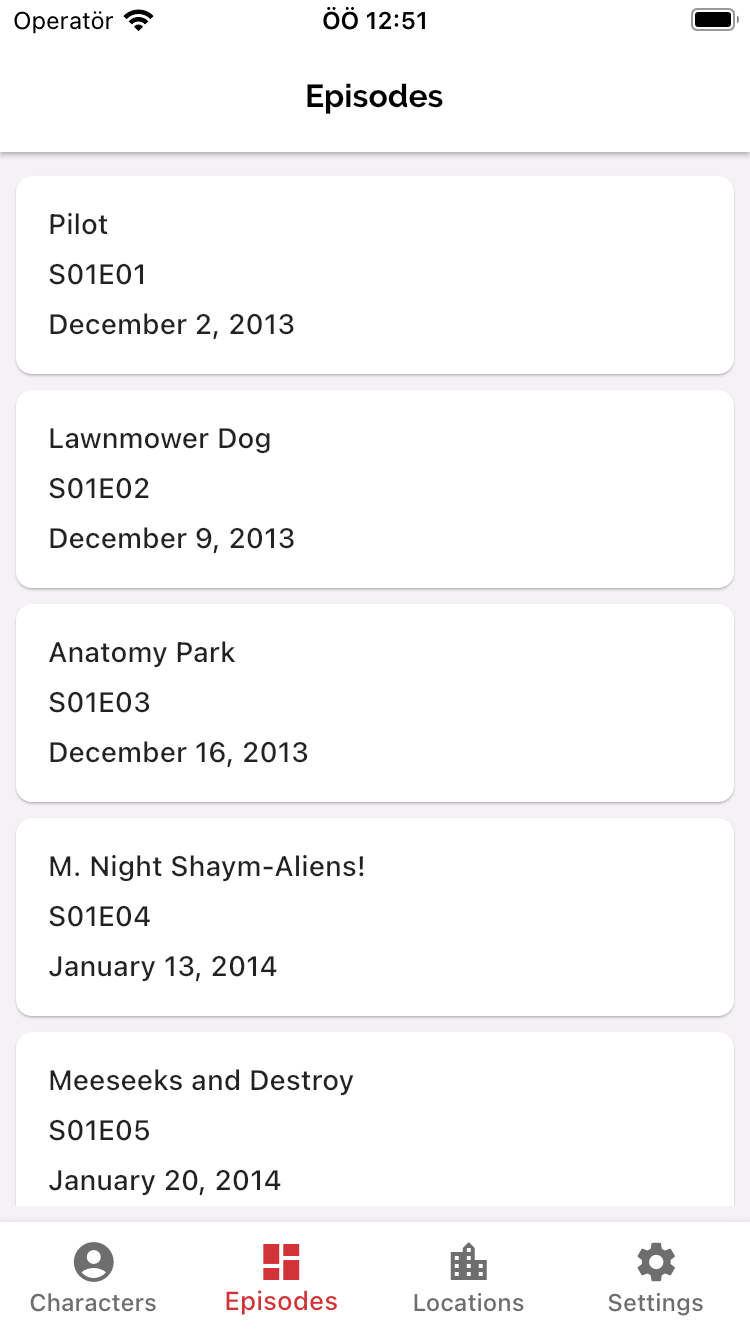 Operatör ÖÖ 12:51
Episodes
Pilot
S01E01
December 2, 2013
Lawnmower Dog
S01E02
December 9, 2013
Anatomy Park
S01E03
December 16, 2013
M. Night Shaym-Aliens!
S01E04
January 13, 2014
Meeseeks and Destroy
S01E05
January 20, 2014
Characters Episodes Locations Settings